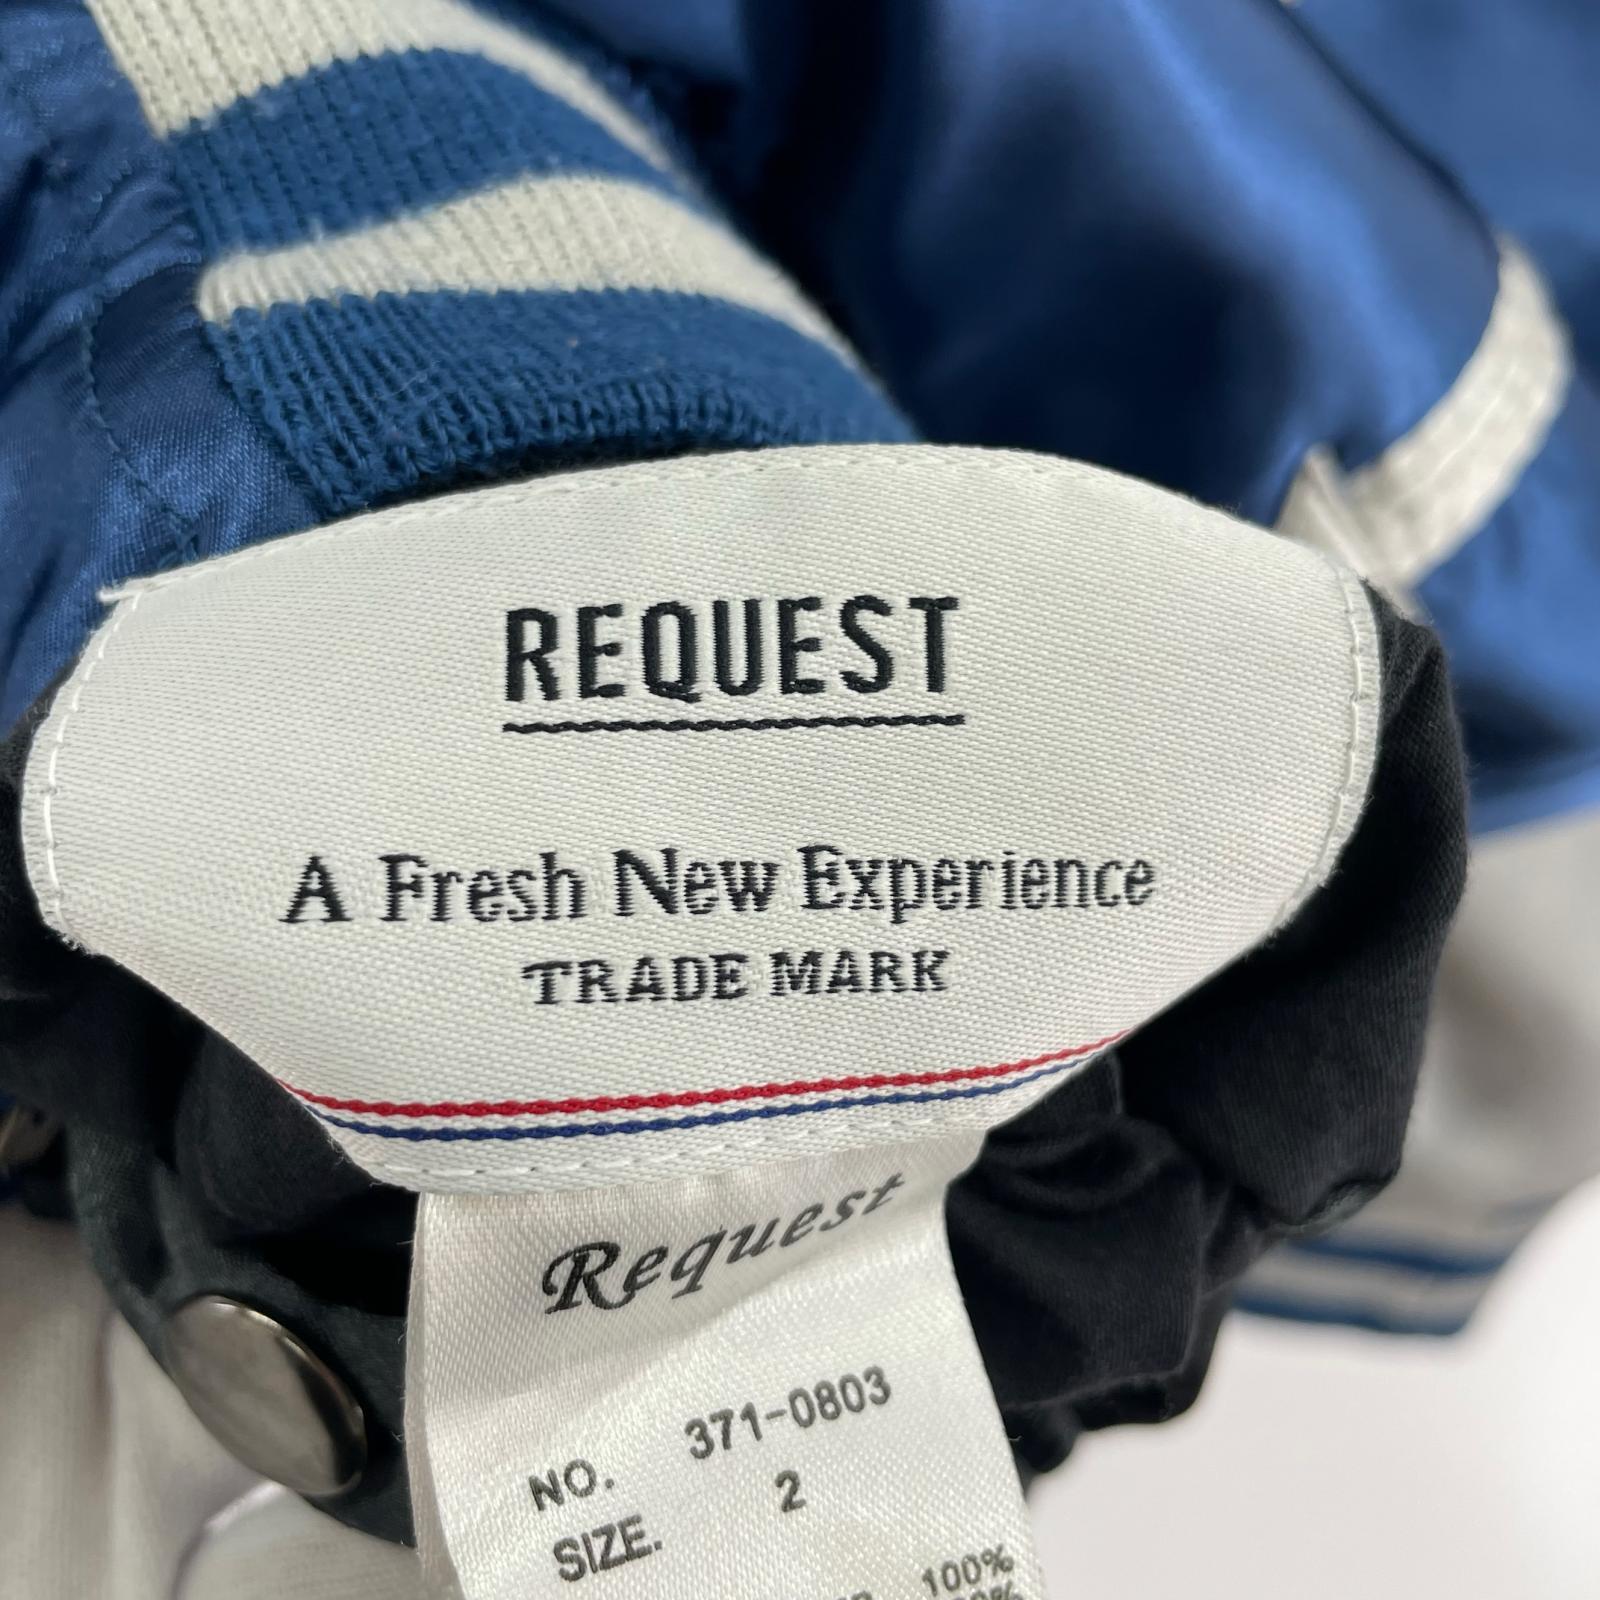 REQUEST
A Fresh New Experience
TRADE MARK
Request
NO. 371-0803
SIZE. 2
100%